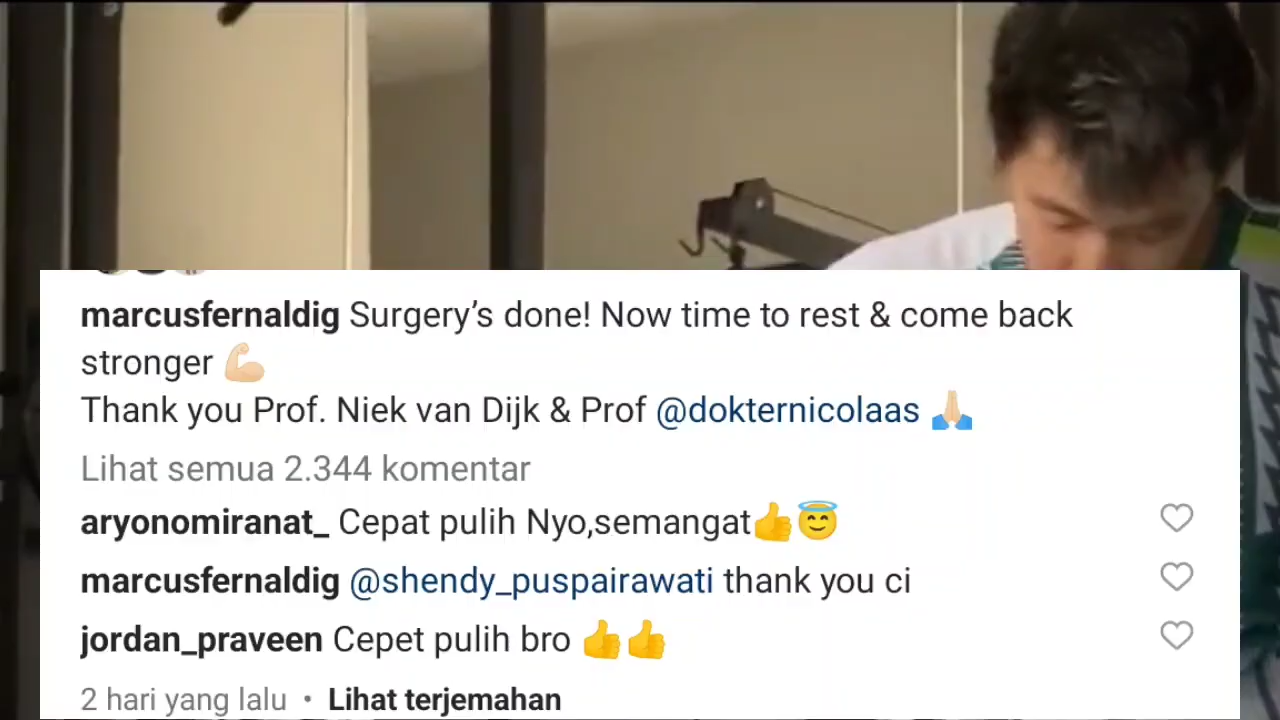 marcusfernaldig Surgery’s done! Now time to rest & come back
stronger 💪🏻
Thank you Prof. Niek van Dijk & Prof @dokternicolaas 🙏🏻
Lihat semua 2.344 komentar
aryonomiranat_ Cepat pulih Nyo,semangat👍😇
marcusfernaldig @shendy_puspairawati thank you ci
jordan_praveen Cepet pulih bro 👍👍
2 hari yang lalu • Lihat terjemahan